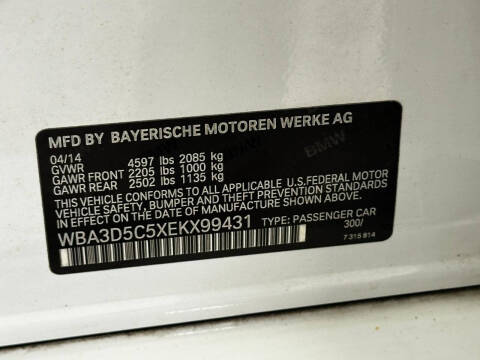 MFD BY BAYERISCHE MOTOREN WERKE AG
04/14
GVWR 4597 lbs 2085 kg
GAWR FRONT 2205 lbs 1000 kg
GAWR REAR 2502 lbs 1135 kg
THIS VEHICLE CONFORMS TO ALL APPLICABLE U.S.FEDERAL MOTOR
VEHICLE SAFETY, BUMPER, AND THEFT PREVENTION STANDARDS
IN EFFECT ON THE DATE OF MANUFACTURE SHOWN ABOVE.
WBA3D5C5XEKX99431 TYPE: PASSENGER CAR
300/
7 315 814
BMW